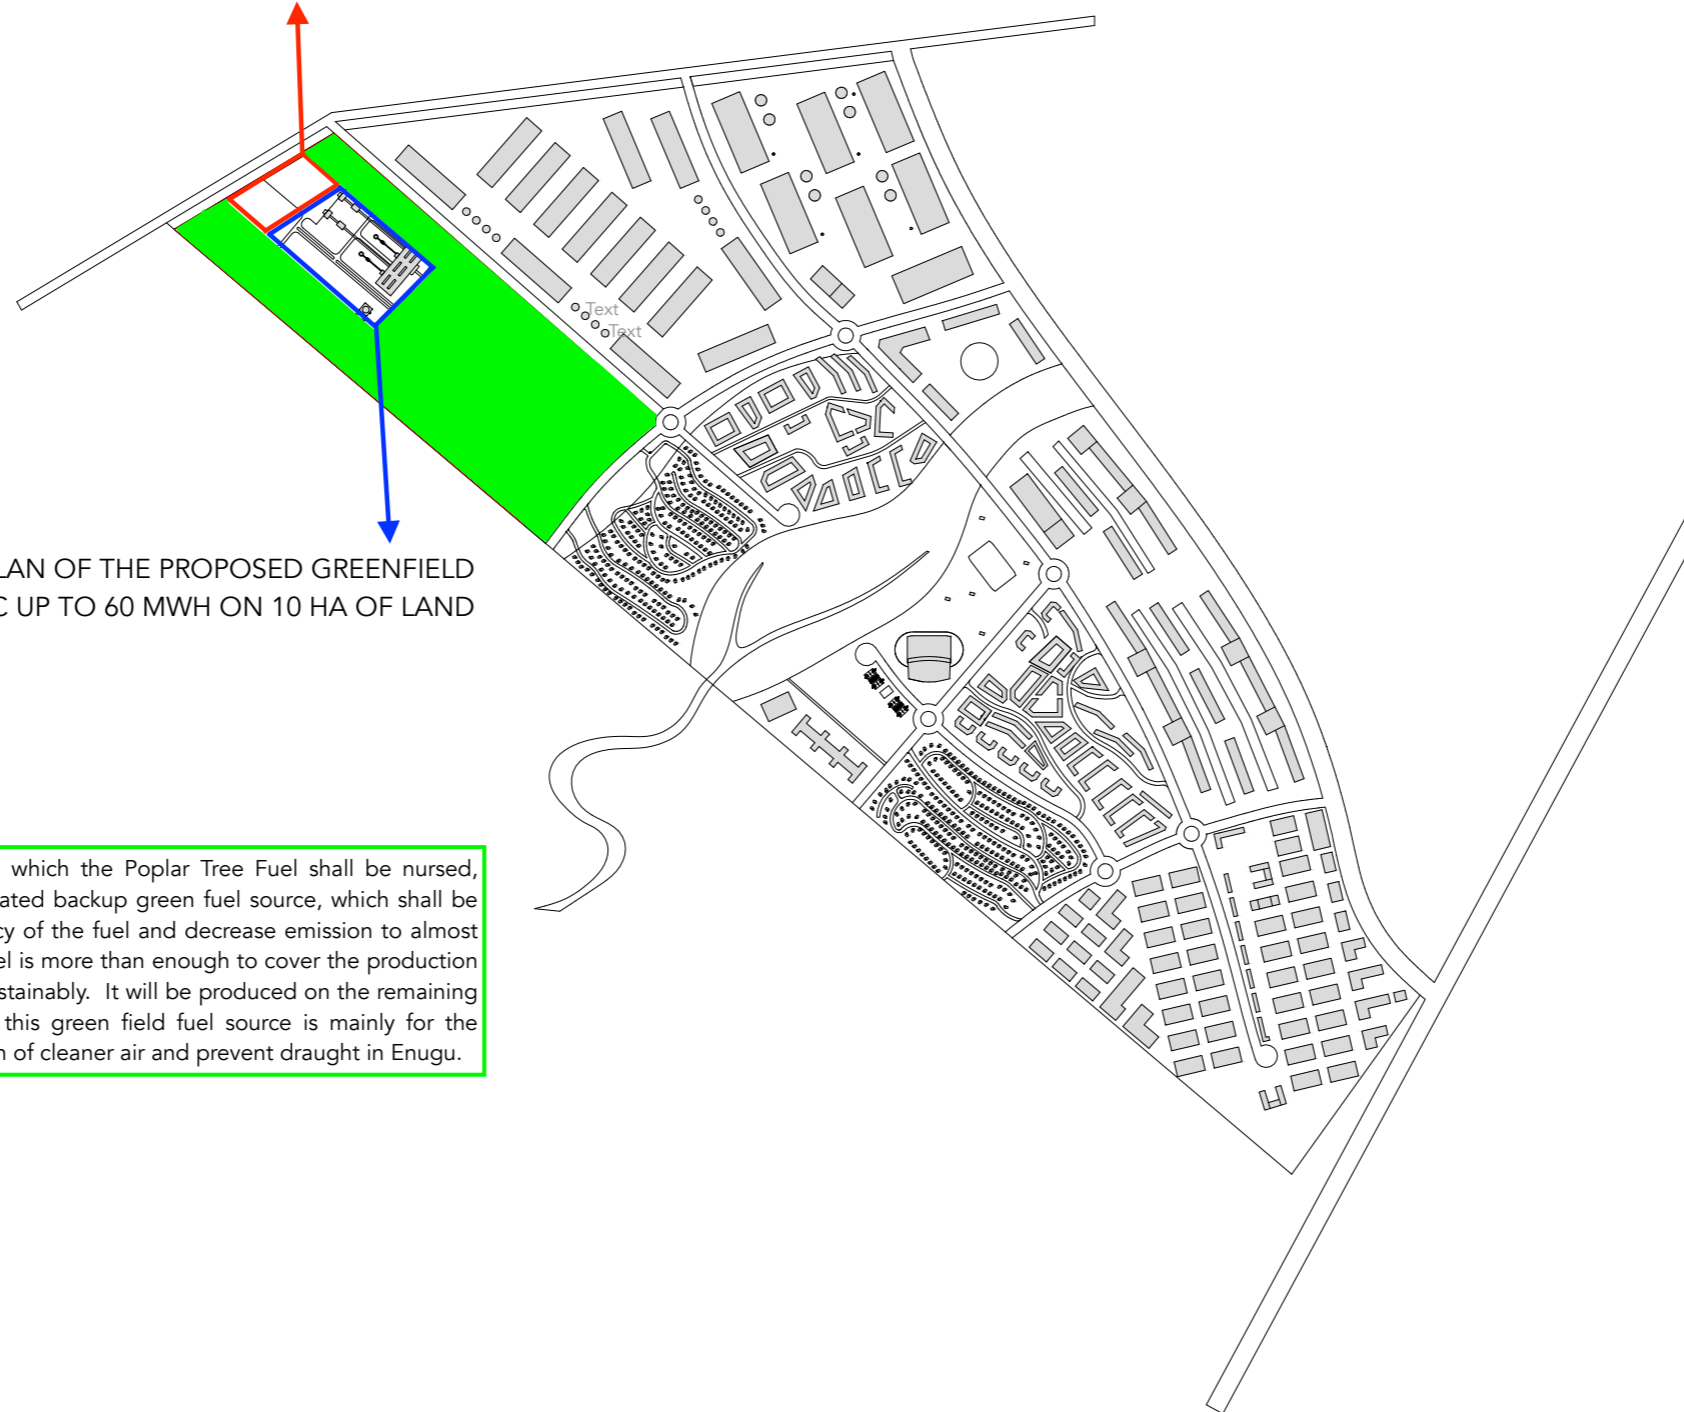 Text
Text
LAN OF THE PROPOSED GREENFIELD
C UP TO 60 MWH ON 10 HA OF LAND
which the Poplar Tree Fuel shall be nursed,
ated backup green fuel source, which shall be
cy of the fuel and decrease emission to almost
el is more than enough to cover the production
stainably. It will be produced on the remaining
this green field fuel source is mainly for the
n of cleaner air and prevent draught in Enugu.